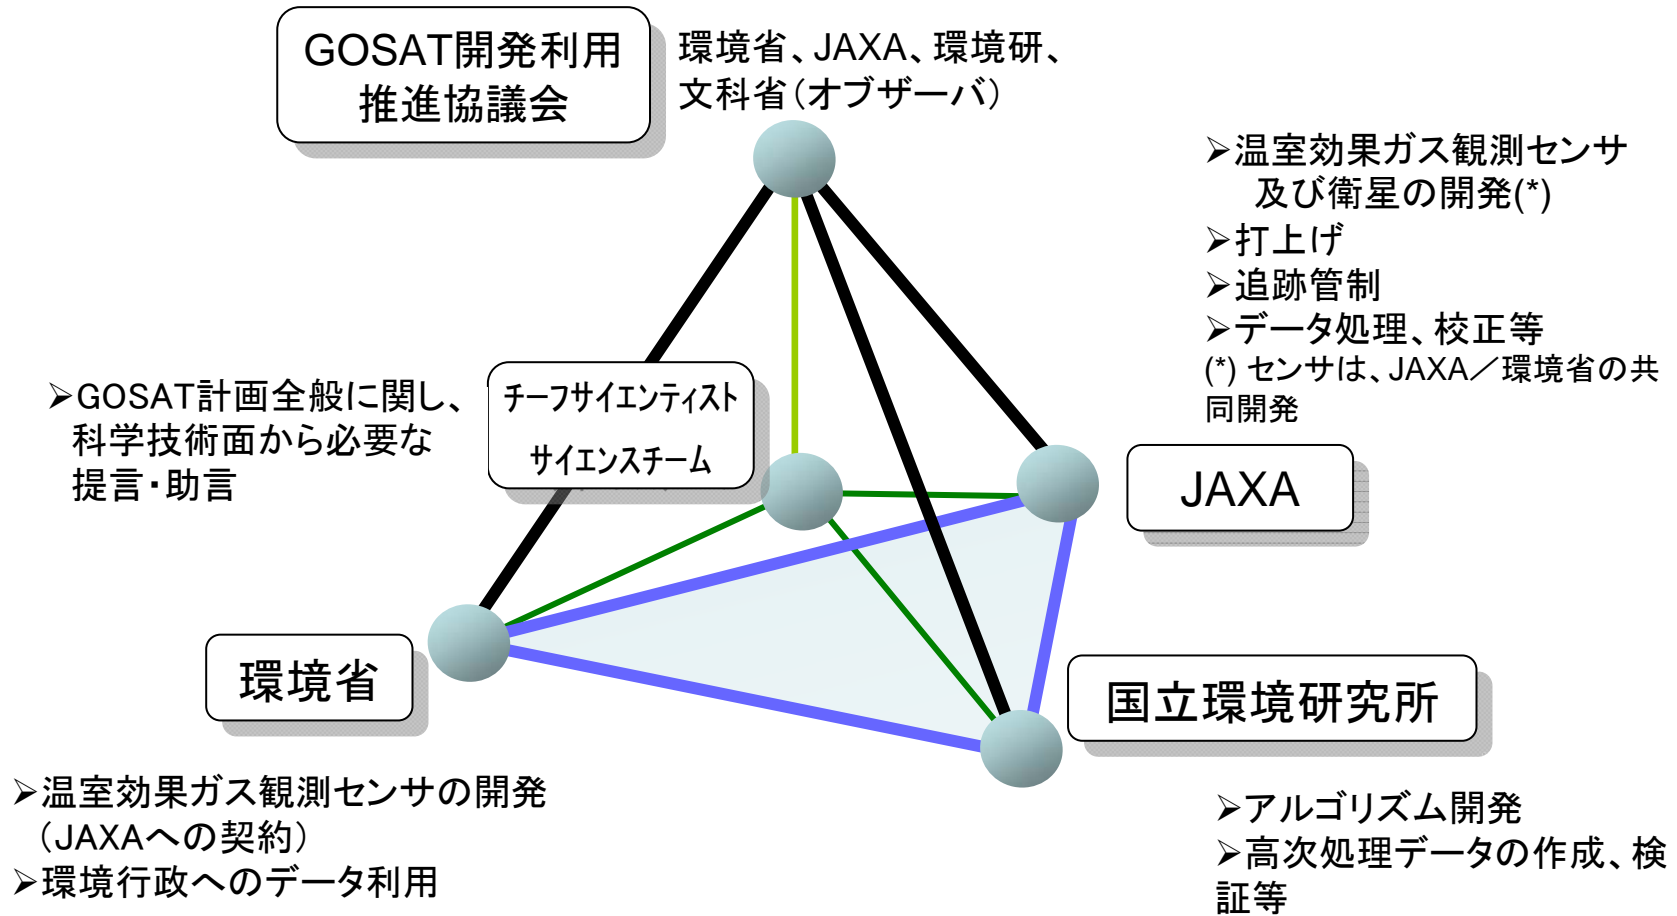 GOSAT開発利用
推進協議会
環境省、JAXA、環境研、
文科省（オブザーバ）
➢温室効果ガス観測センサ
及び衛星の開発(*)
➢打上げ
➢追跡管制
➢データ処理、校正等
(*) センサは、JAXA／環境省の共
同開発
➢GOSAT計画全般に関し、
科学技術面から必要な
提言・助言
チーフサイエンティスト
サイエンスチーム
JAXA
環境省
国立環境研究所
➢温室効果ガス観測センサの開発
（JAXAへの契約）
➢環境行政へのデータ利用
➢アルゴリズム開発
➢高次処理データの作成、検
証等